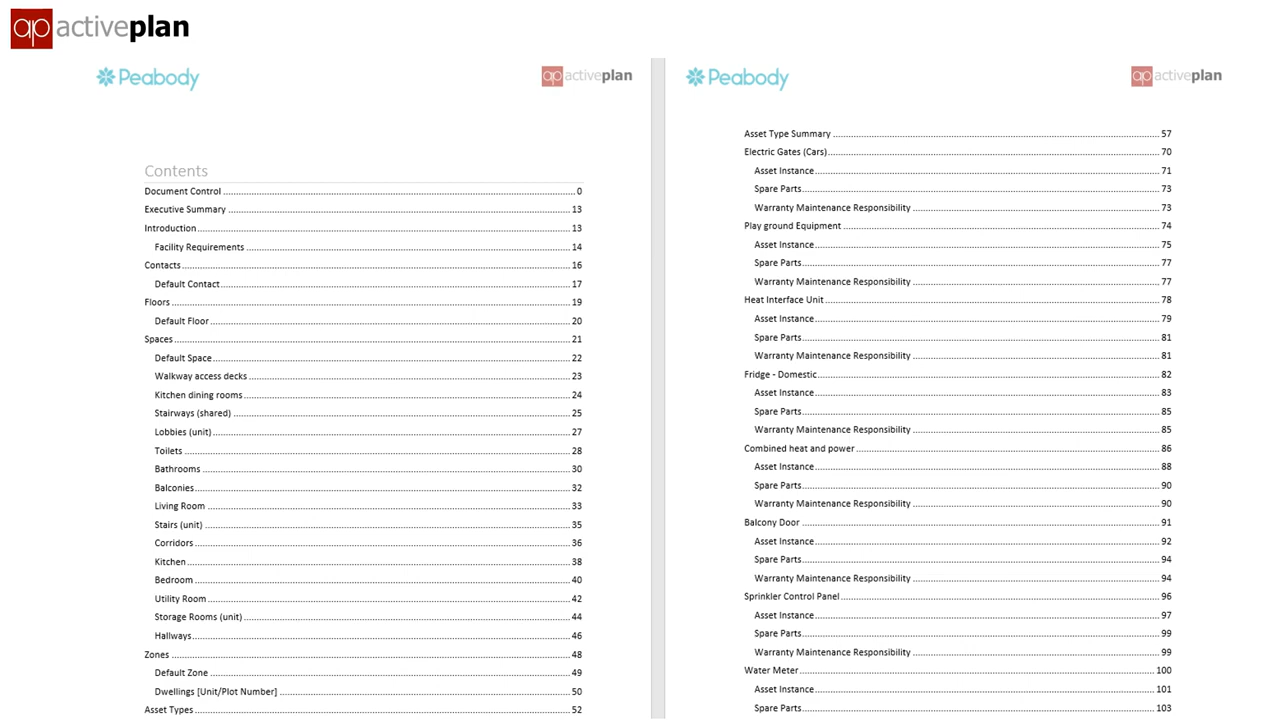 ap activeplan
Peabody
ap activeplan
Contents
Document Control 0
Executive Summary 13
Introduction 13
Facility Requirements 14
Contacts 16
Default Contact 17
Floors 19
Default Floor 20
Spaces 21
Default Space 22
Walkway access decks 23
Kitchen dining rooms 24
Stairways (shared) 25
Lobbies (unit) 27
Toilets 28
Bathrooms 30
Balconies 32
Living Room 33
Stairs (unit) 35
Corridors 36
Kitchen 38
Bedroom 40
Utility Room 42
Storage Rooms (unit) 44
Hallways 46
Zones 48
Default Zone 49
Dwellings [Unit/Plot Number] 50
Asset Types 52
Peabody
ap activeplan
Asset Type Summary 57
Electric Gates (Cars) 70
Asset Instance 71
Spare Parts 73
Warranty Maintenance Responsibility 73
Play ground Equipment 74
Asset Instance 75
Spare Parts 77
Warranty Maintenance Responsibility 77
Heat Interface Unit 78
Asset Instance 79
Spare Parts 81
Warranty Maintenance Responsibility 81
Fridge - Domestic 82
Asset Instance 83
Spare Parts 85
Warranty Maintenance Responsibility 85
Combined heat and power 86
Asset Instance 88
Spare Parts 90
Warranty Maintenance Responsibility 90
Balcony Door 91
Asset Instance 92
Spare Parts 94
Warranty Maintenance Responsibility 94
Sprinkler Control Panel 96
Asset Instance 97
Spare Parts 99
Warranty Maintenance Responsibility 99
Water Meter 100
Asset Instance 101
Spare Parts 103